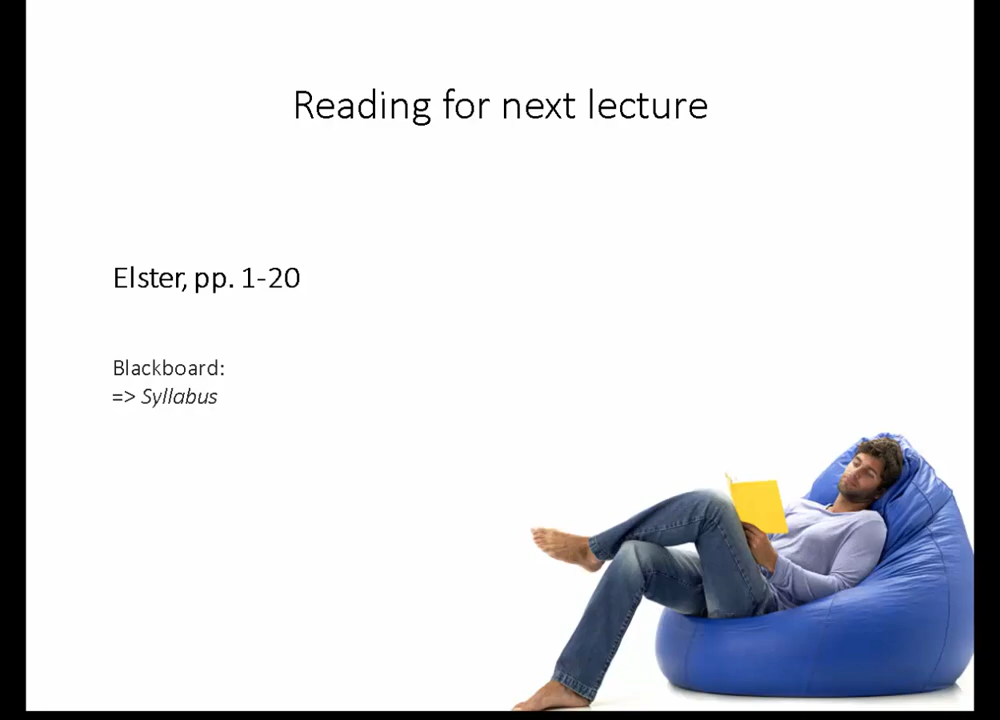 Reading for next lecture
Elster, pp. 1-20
Blackboard:
=> Syllabus